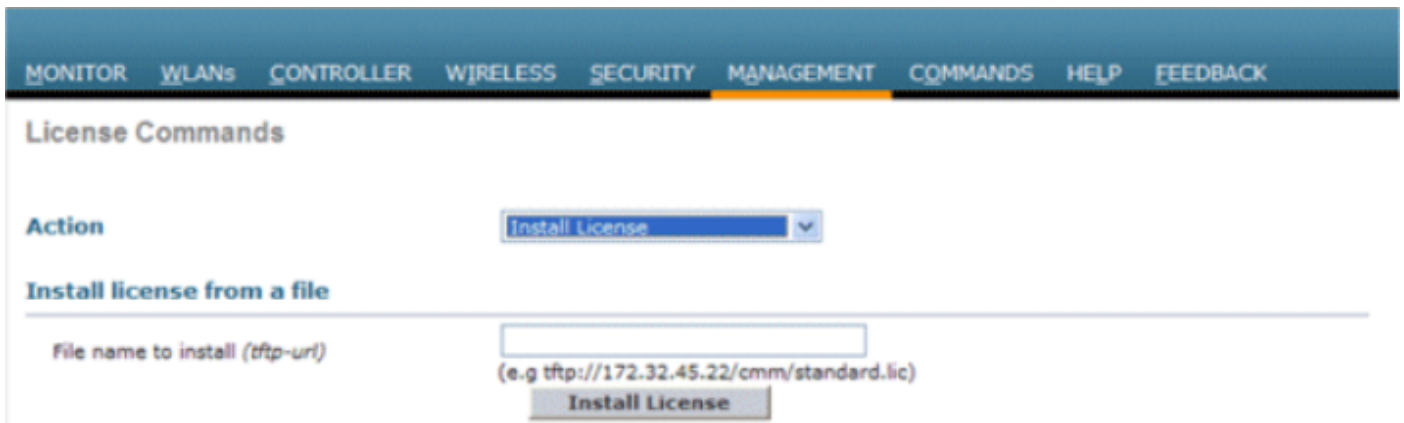 MONITOR WLANs CONTROLLER WIRELESS SECURITY MANAGEMENT COMMANDS HELP FEEDBACK
License Commands
Action Install License
Install license from a file
File name to install (tftp-url)
(e.g tftp://172.32.45.22/cmm/standard.lic)
Install License